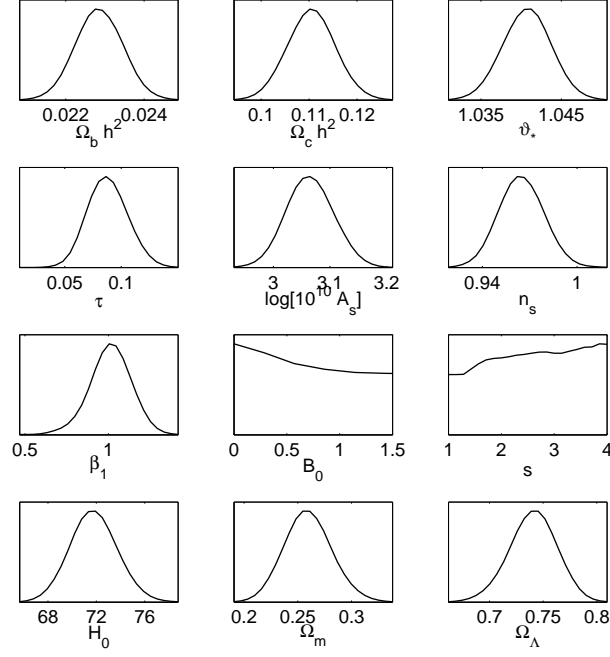 0.022 0.024
Ω_b h^2
0.1 0.11 0.12
Ω_c h^2
1.035 1.045
ϑ_*
0.05 0.1
τ
3 3.1 3.2
log[10^10 A_s]
0.94 1
n_s
0.5 1
β_1
0 0.5 1 1.5
B_0
1 2 3 4
s
68 72 76
H_0
0.2 0.25 0.3
Ω_m
0.7 0.75 0.8
Ω_Λ